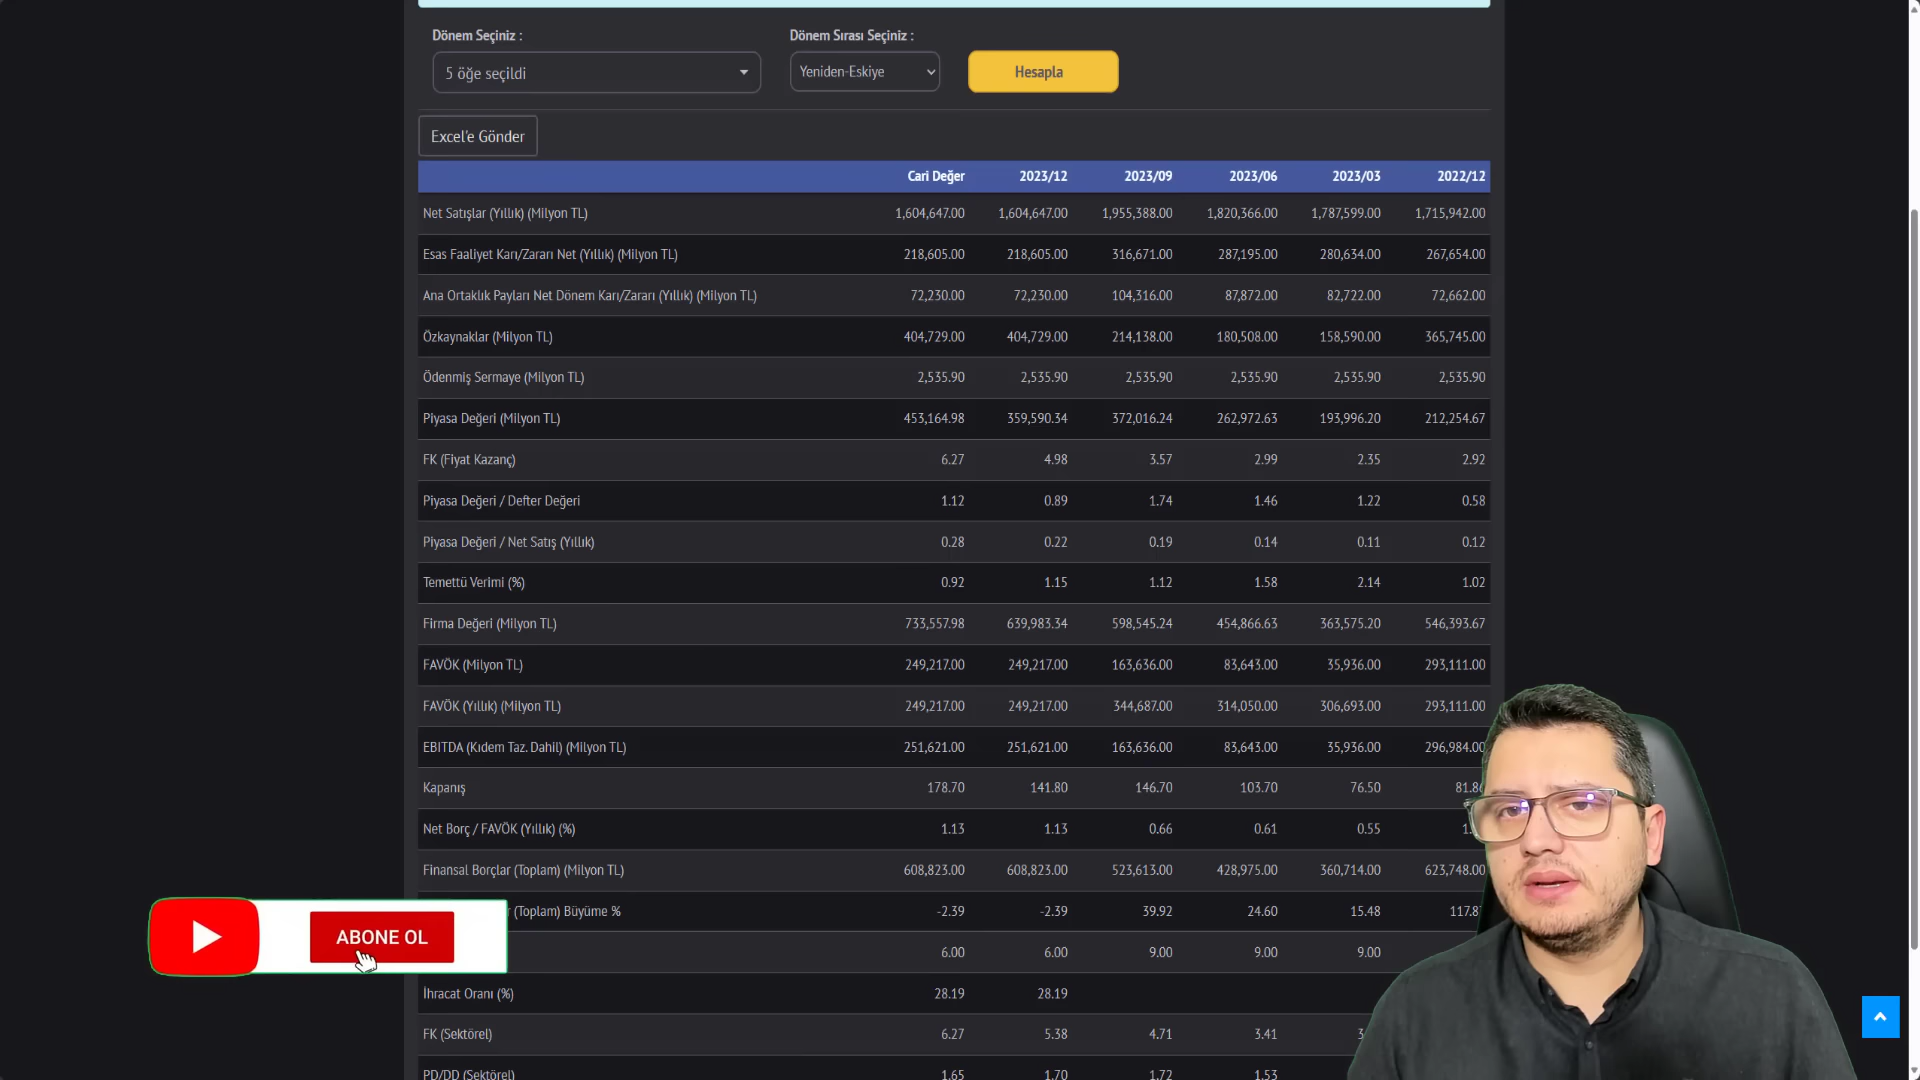 Dönem Seçiniz :
Dönem Sırası Seçiniz :
5 öğe seçildi
Yeniden-Eskiye
Hesapla
Excel'e Gönder
Cari Değer 2023/12 2023/09 2023/06 2023/03 2022/12
Net Satışlar (Yıllık) (Milyon TL) 1,604,647.00 1,604,647.00 1,955,388.00 1,820,366.00 1,787,599.00 1,715,942.00
Esas Faaliyet Karı/Zararı Net (Yıllık) (Milyon TL) 218,605.00 218,605.00 316,671.00 287,195.00 280,634.00 267,654.00
Ana Ortaklık Payları Net Dönem Karı/Zararı (Yıllık) (Milyon TL) 72,230.00 72,230.00 104,316.00 87,872.00 82,722.00 72,662.00
Özkaynaklar (Milyon TL) 404,729.00 404,729.00 214,138.00 180,508.00 158,590.00 365,745.00
Ödenmiş Sermaye (Milyon TL) 2,535.90 2,535.90 2,535.90 2,535.90 2,535.90 2,535.90
Piyasa Değeri (Milyon TL) 453,164.98 359,590.34 372,016.24 262,972.63 193,996.20 212,254.67
FK (Fiyat Kazanç) 6.27 4.98 3.57 2.99 2.35 2.92
Piyasa Değeri / Defter Değeri 1.12 0.89 1.74 1.46 1.22 0.58
Piyasa Değeri / Net Satış (Yıllık) 0.28 0.22 0.19 0.14 0.11 0.12
Temettü Verimi (%) 0.92 1.15 1.12 1.58 2.14 1.02
Firma Değeri (Milyon TL) 733,557.98 639,983.34 598,545.24 454,866.63 363,575.20 546,393.67
FAVÖK (Milyon TL) 249,217.00 249,217.00 163,636.00 83,643.00 35,936.00 293,111.00
FAVÖK (Yıllık) (Milyon TL) 249,217.00 249,217.00 344,687.00 314,050.00 306,693.00 293,111.00
EBITDA (Kıdem Taz. Dahil) (Milyon TL) 251,621.00 251,621.00 163,636.00 83,643.00 35,936.00 296,984.00
Kapanış 178.70 141.80 146.70 103.70 76.50
Net Borç / FAVÖK (Yıllık) (%) 1.13 1.13 0.66 0.61 0.55
Finansal Borçlar (Toplam) (Milyon TL) 608,823.00 608,823.00 523,613.00 428,975.00 360,714.00 623,748.00
(Toplam) Büyüme % -2.39 -2.39 39.92 24.60 15.48
ABONE OL
6.00 6.00 9.00 9.00 9.00
İhracat Oranı (%) 28.19 28.19
FK (Sektörel) 6.27 5.38 4.71 3.41
PD/DD (Sektörel) 1.65 1.70 1.72 1.53